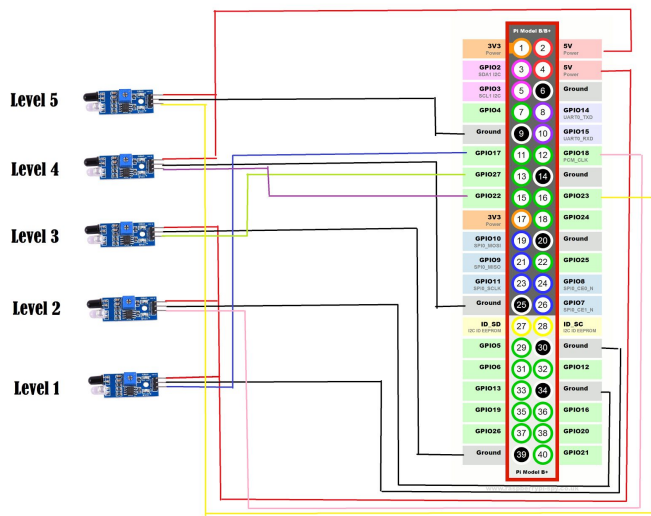 Pi Model B/B+
3V3
Power
1
2
5V
Power
GPIO2
SDA1 I2C
3
4
5V
Power
Level 5
GPIO3
SCL1 I2C
5
6
Ground
GPIO4
7
8
GPIO14
UART0_TXD
Ground
9
10
GPIO15
UART0_RXD
Level 4
GPIO17
11
12
GPIO18
PCM_CLK
GPIO27
13
14
Ground
GPIO22
15
16
GPIO23
3V3
Power
17
18
GPIO24
Level 3
GPIO10
SPI0_MOSI
19
20
Ground
GPIO9
SPI0_MISO
21
22
GPIO25
GPIO11
SPI0_SCLK
23
24
GPIO8
SPI0_CE0_N
Level 2
Ground
25
26
GPIO7
SPI0_CE1_N
ID_SD
I2C ID EEPROM
27
28
ID_SC
I2C ID EEPROM
GPIO5
29
30
Ground
GPIO6
31
32
GPIO12
Level 1
GPIO13
33
34
Ground
GPIO19
35
36
GPIO16
GPIO26
37
38
GPIO20
Ground
39
40
GPIO21
Pi Model B+